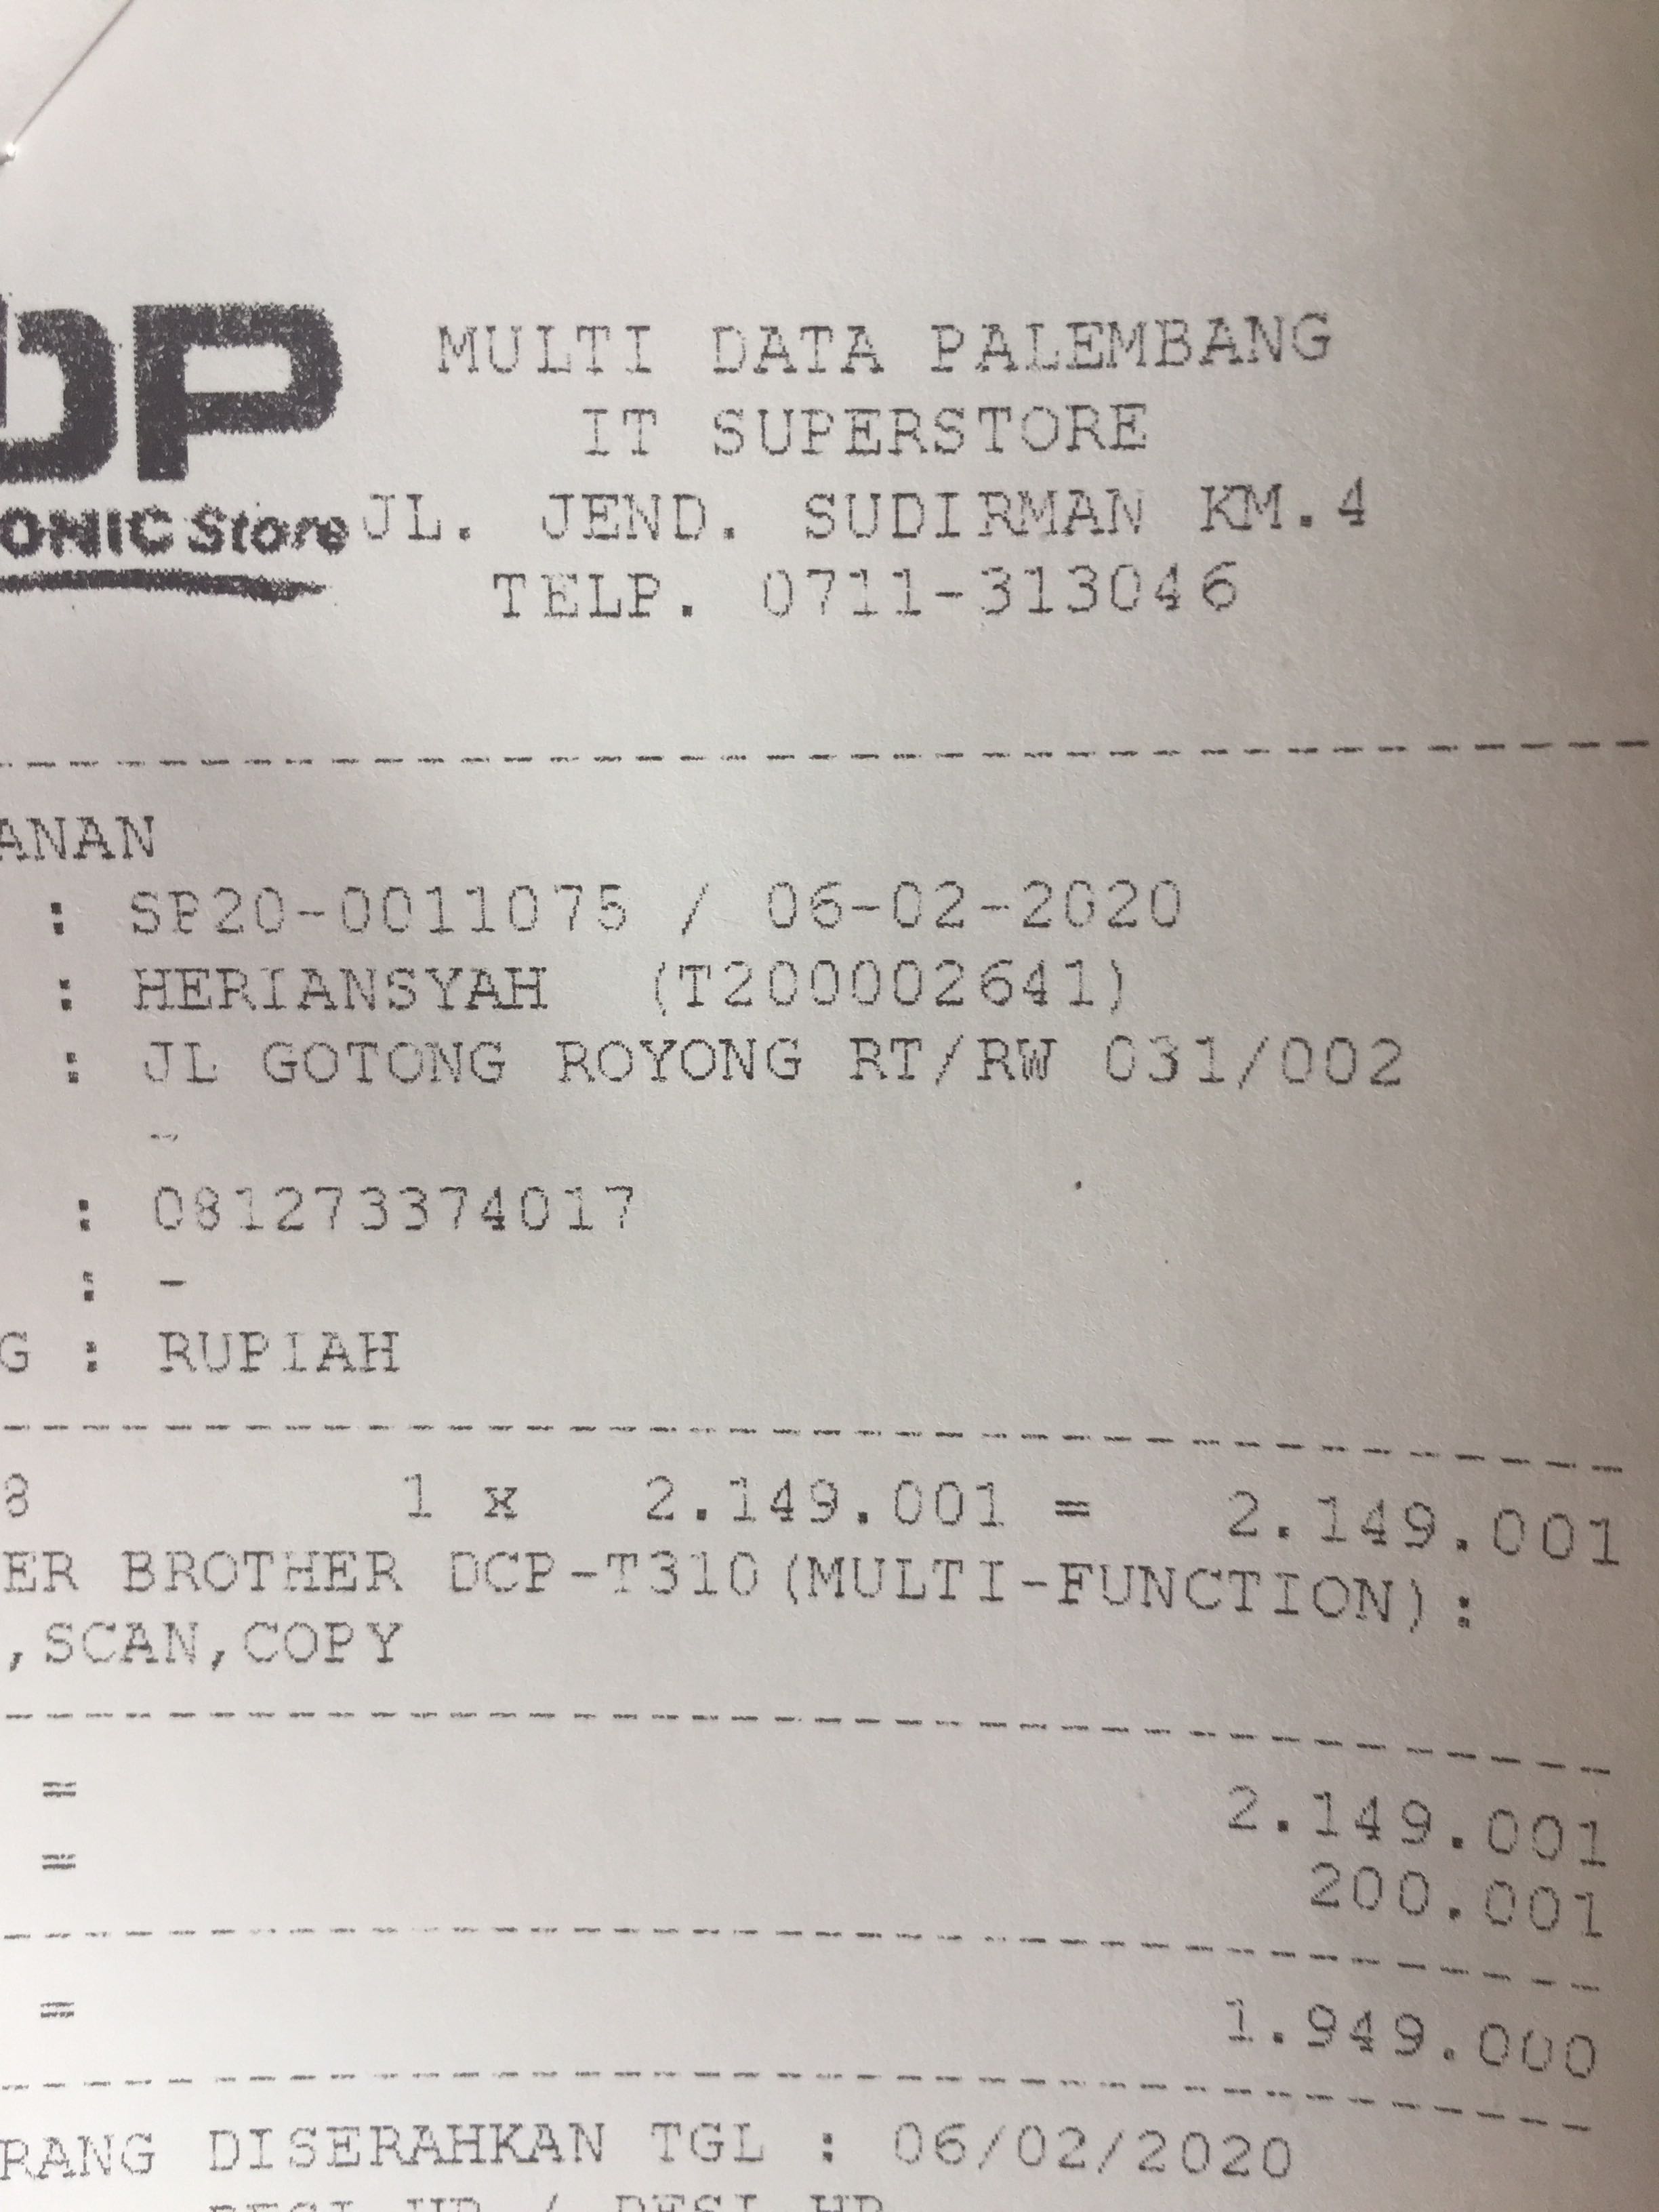 DP
MULTI DATA PALEMBANG
IT SUPERSTORE
ONIC Store
JL. JEND. SUDIRMAN KM.4
TELP. 0711-313046
ANAN
: SP20-0011075 / 06-02-2020
: HERIANSYAH (T200002641)
: JL GOTONG ROYONG RT/RW 031/002
-
: 081273374017
: -
G : RUPIAH
8 1 x 2.149.001 = 2.149.001
ER BROTHER DCP-T310(MULTI-FUNCTION):
,SCAN,COPY
= 2.149.001
= 200.001
= 1.949.000
RANG DISERAHKAN TGL : 06/02/2020